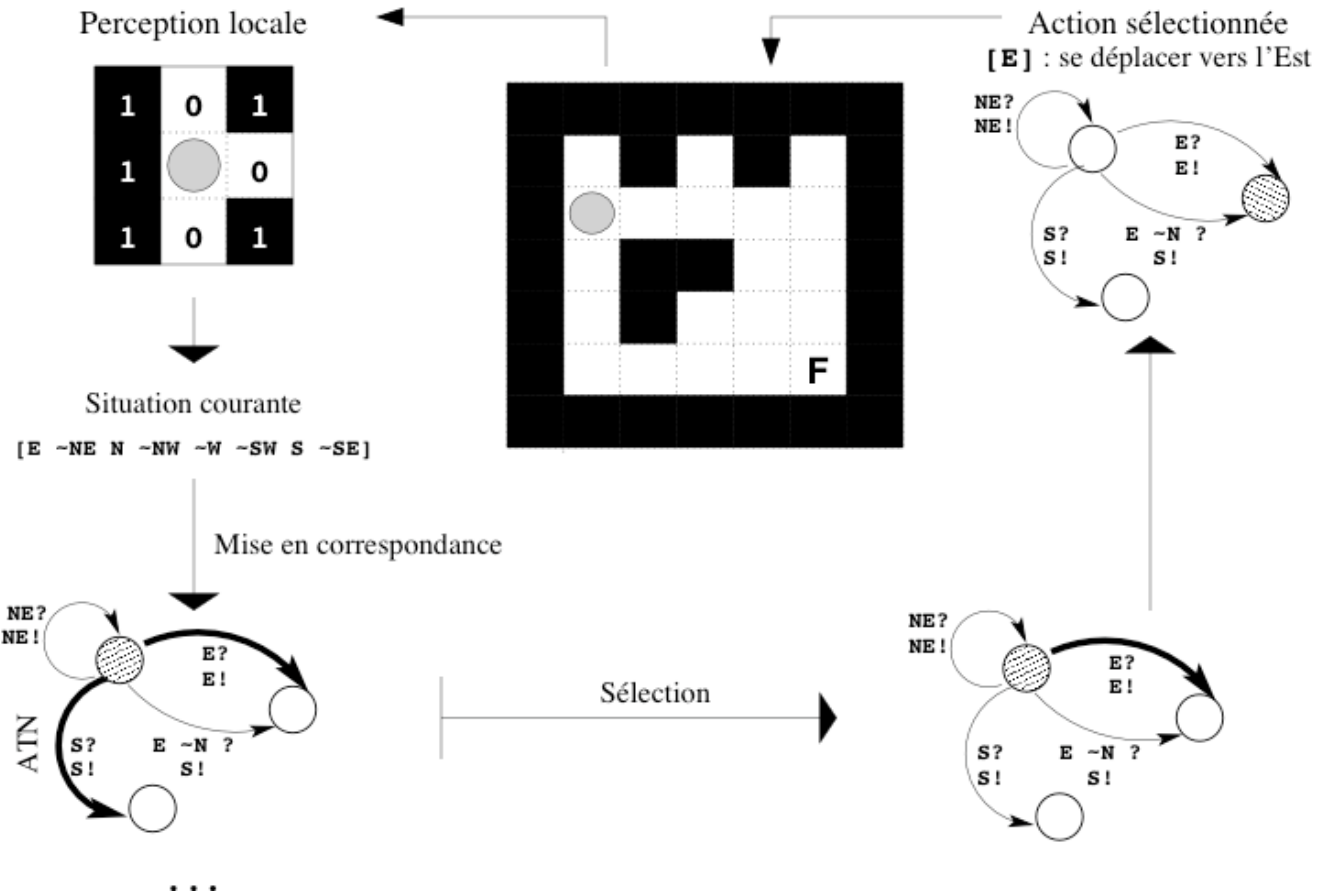 Perception locale
1 0 1
1 0
1 0 1
Situation courante
[E ~NE N ~NW ~W ~SW S ~SE]
Mise en correspondance
NE?
NE!
E?
E!
ATN
S?
S!
E ~N ?
S!
...
F
Sélection
NE?
NE!
E?
E!
S?
S!
E ~N ?
S!
Action sélectionnée
[E] : se déplacer vers l'Est
NE?
NE!
E?
E!
S?
S!
E ~N ?
S!